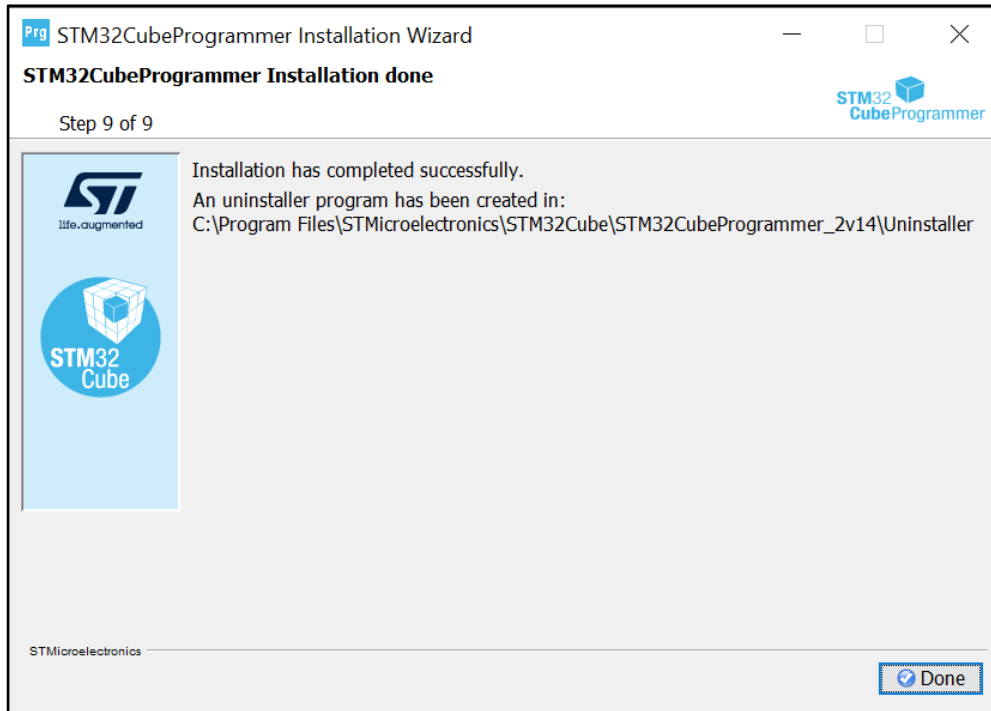 Prg STM32CubeProgrammer Installation Wizard
STM32CubeProgrammer Installation done
STM32
CubeProgrammer
Step 9 of 9
ST
life.augmented
STM32
Cube
Installation has completed successfully.
An uninstaller program has been created in:
C:\Program Files\STMicroelectronics\STM32Cube\STM32CubeProgrammer_2v14\Uninstaller
STMicroelectronics
Done